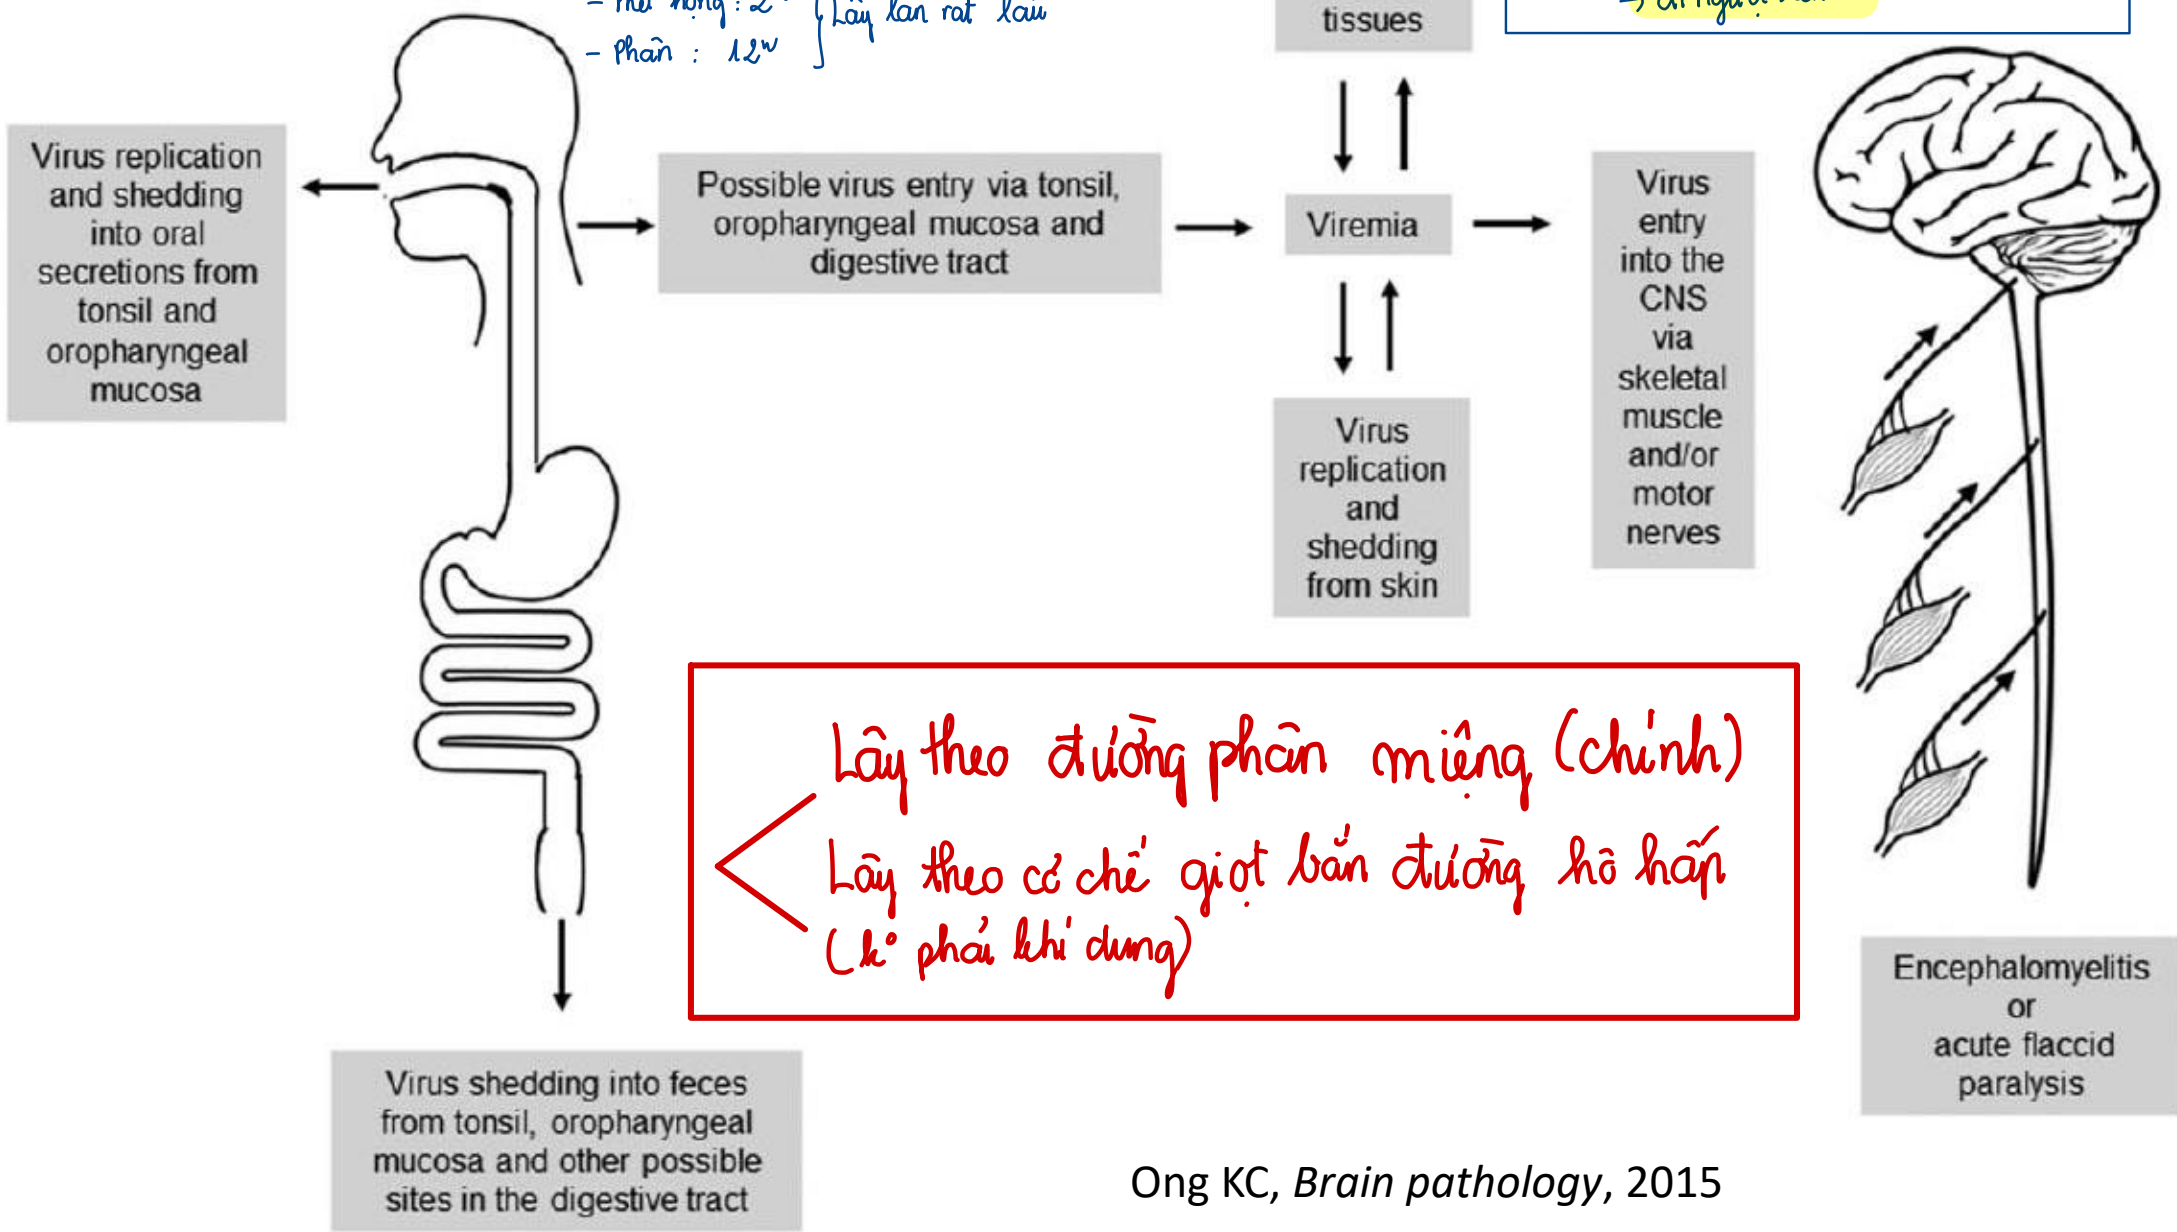 - Phân : 12ʷ
Lây lan rất lâu
tissues
Virus replication
and shedding
into oral
secretions from
tonsil and
oropharyngeal
mucosa
Possible virus entry via tonsil,
oropharyngeal mucosa and
digestive tract
Viremia
Virus
entry
into the
CNS
via
skeletal
muscle
and/or
motor
nerves
Virus
replication
and
shedding
from skin
Lây theo đường phân miệng (chính)
Lây theo cơ chế giọt bắn đường hô hấp
(k° phải khí dung)
Encephalomyelitis
or
acute flaccid
paralysis
Virus shedding into feces
from tonsil, oropharyngeal
mucosa and other possible
sites in the digestive tract
Ong KC, Brain pathology, 2015